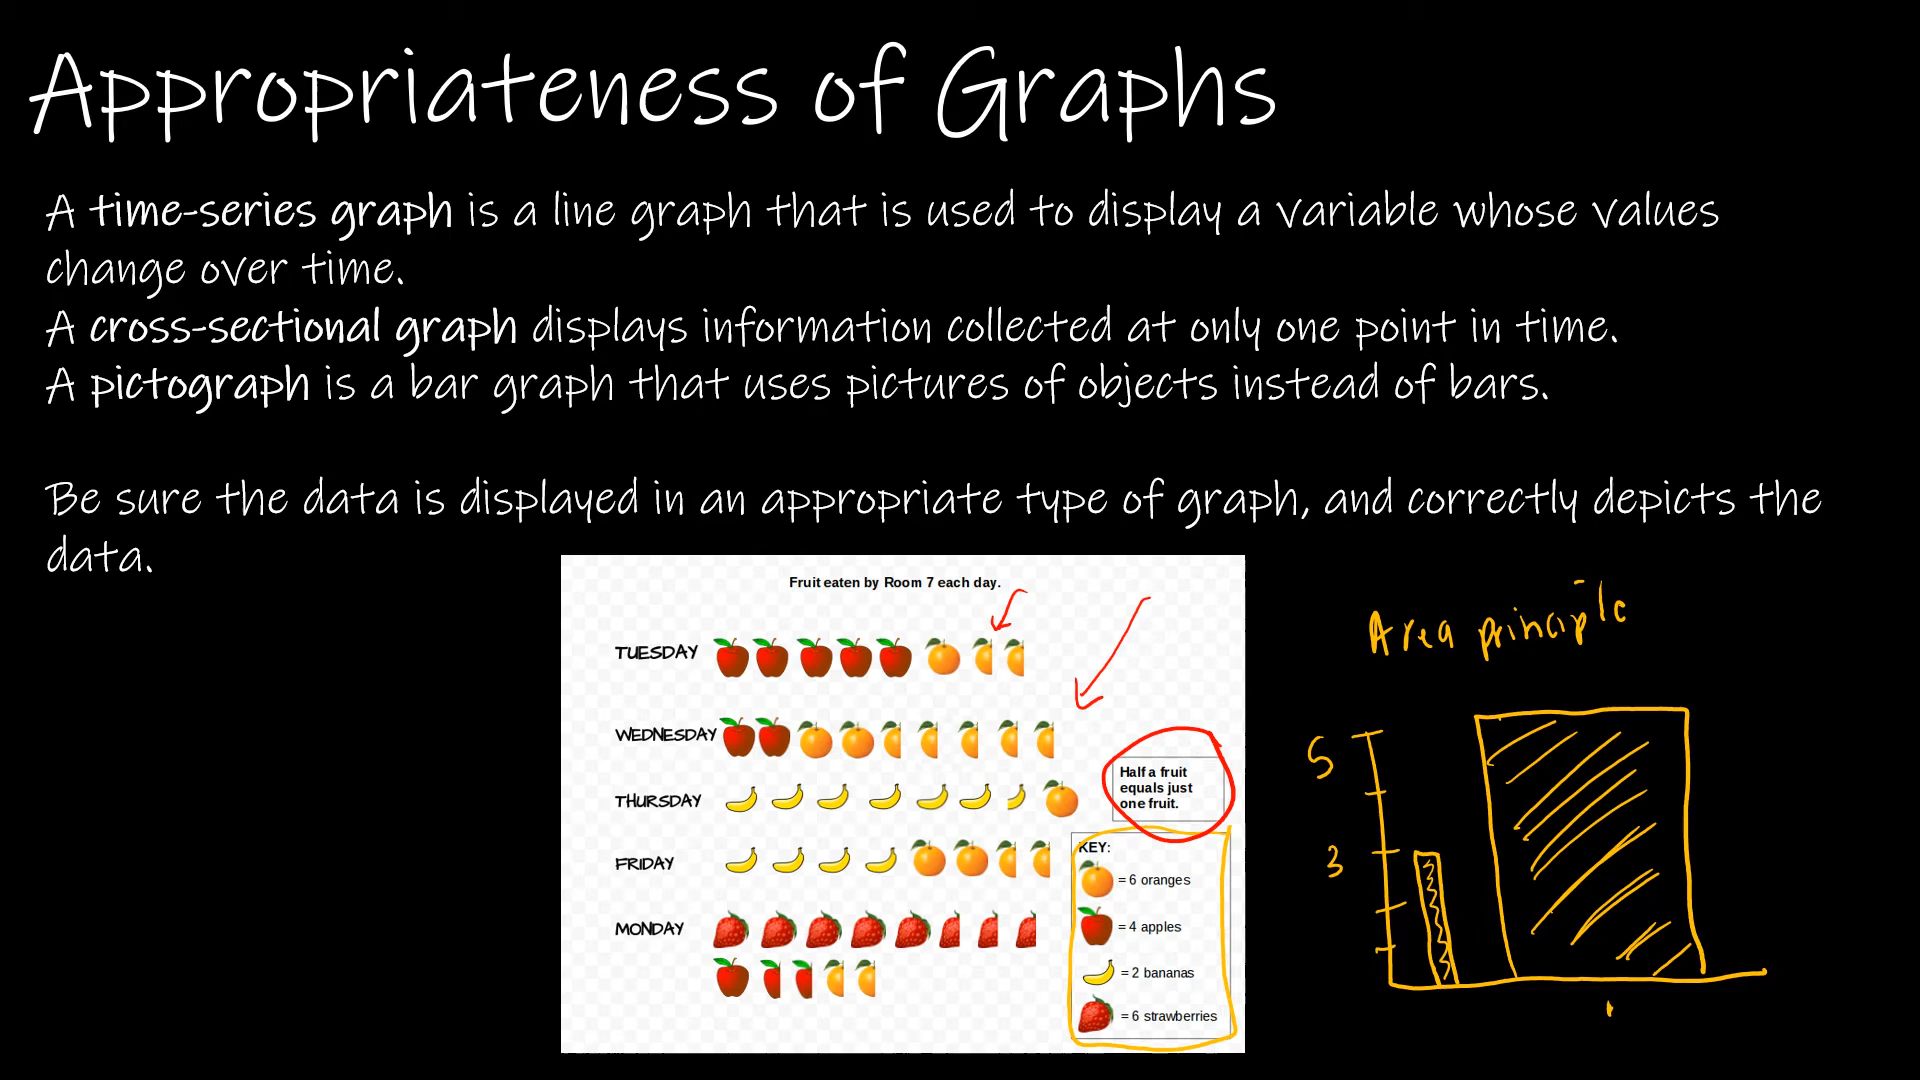 Appropriateness of Graphs
A time-series graph is a line graph that is used to display a variable whose values
change over time.
A cross-sectional graph displays information collected at only one point in time.
A pictograph is a bar graph that uses pictures of objects instead of bars.
Be sure the data is displayed in an appropriate type of graph, and correctly depicts the
data.
Fruit eaten by Room 7 each day.
TUESDAY
WEDNESDAY
THURSDAY
FRIDAY
MONDAY
Half a fruit
equals just
one fruit.
KEY:
= 6 oranges
= 4 apples
= 2 bananas
= 6 strawberries
Area principle
5
3